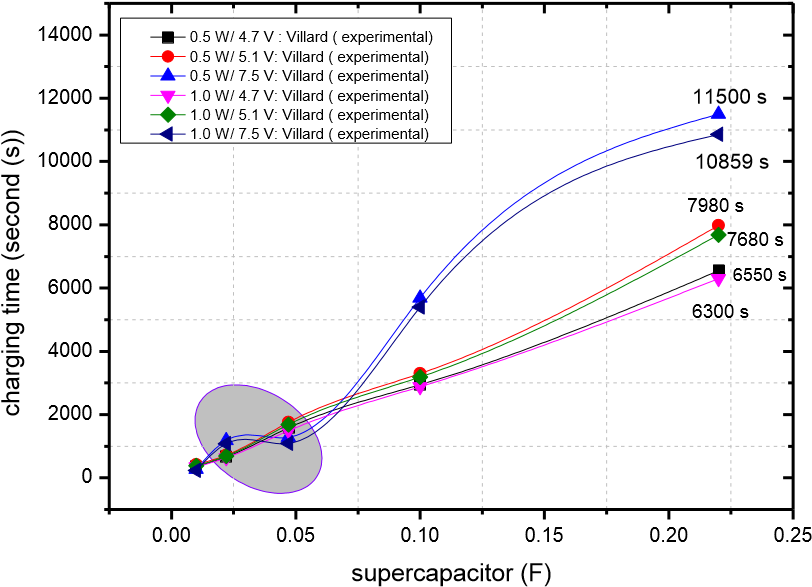 14000
12000
10000
8000
6000
4000
2000
0
charging time (second (s))
0.5 W/ 4.7 V : Villard ( experimental)
0.5 W/ 5.1 V: Villard ( experimental)
0.5 W/ 7.5 V: Villard ( experimental)
1.0 W/ 4.7 V: Villard ( experimental)
1.0 W/ 5.1 V: Villard ( experimental)
1.0 W/ 7.5 V: Villard ( experimental)
11500 s
10859 s
7980 s
7680 s
6550 s
6300 s
0.00 0.05 0.10 0.15 0.20 0.25
supercapacitor (F)